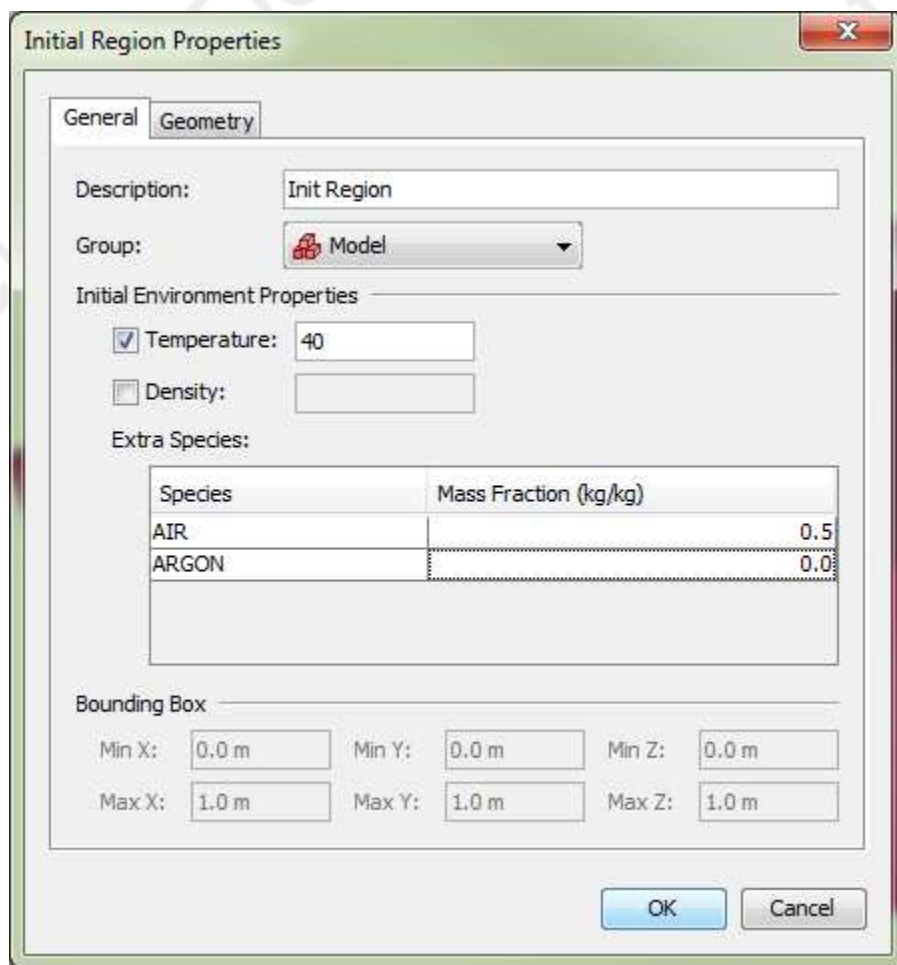 Initial Region Properties
General Geometry
Description: Init Region
Group: Model
Initial Environment Properties
Temperature: 40
Density:
Extra Species:
Species Mass Fraction (kg/kg)
AIR 0.5
ARGON 0.0
Bounding Box
Min X: 0.0 m Min Y: 0.0 m Min Z: 0.0 m
Max X: 1.0 m Max Y: 1.0 m Max Z: 1.0 m
OK Cancel